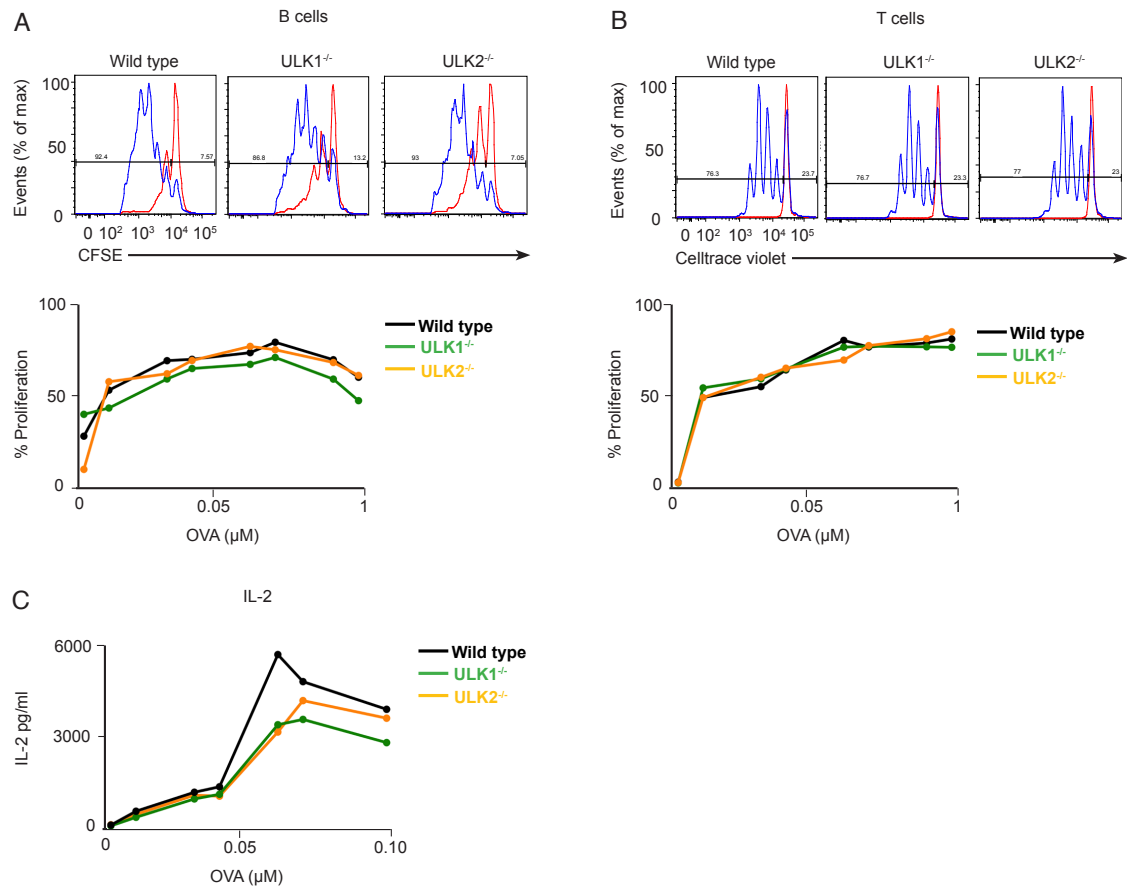 A
B cells
Wild type
ULK1-/-
ULK2-/-
Events (% of max)
100
50
0
92.4
7.57
86.8
13.2
93
7.05
0 10² 10³ 10⁴ 10⁵
CFSE
100
50
0
% Proliferation
0
0.05
1
OVA (µM)
Wild type
ULK1-/-
ULK2-/-
B
T cells
Wild type
ULK1-/-
ULK2-/-
Events (% of max)
100
50
0
76.3
23.7
76.7
23.3
77
23
0 10² 10³ 10⁴ 10⁵
Celltrace violet
100
50
0
% Proliferation
0
0.05
1
OVA (µM)
Wild type
ULK1-/-
ULK2-/-
C
IL-2
6000
3000
0
IL-2 pg/ml
0
0.05
0.10
OVA (µM)
Wild type
ULK1-/-
ULK2-/-